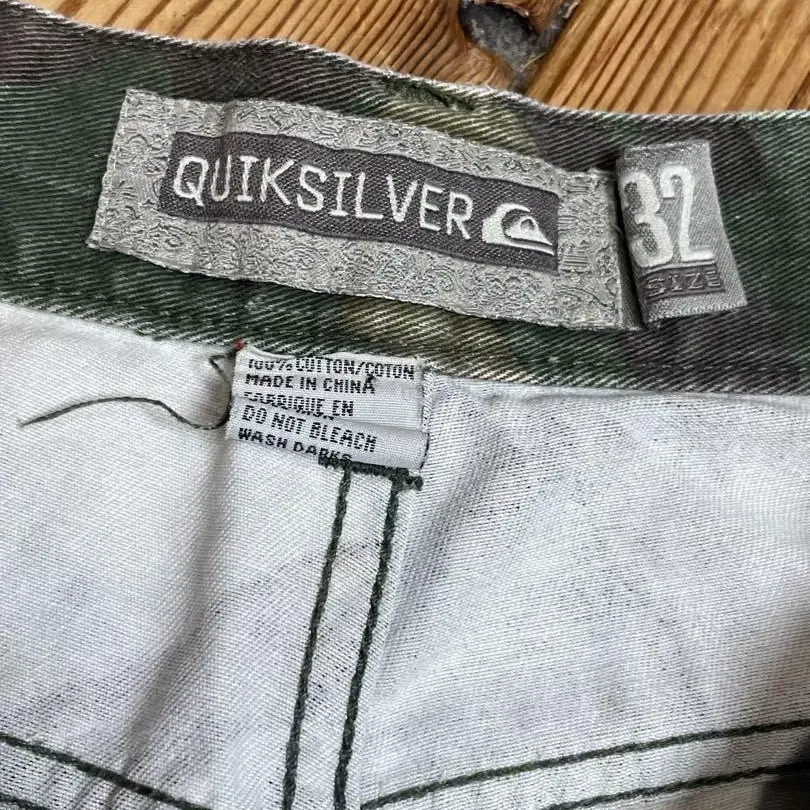 QUIKSILVER
32
SIZE
100% COTTON/COTON
MADE IN CHINA
FABRIQUE EN
DO NOT BLEACH
WASH DARKS